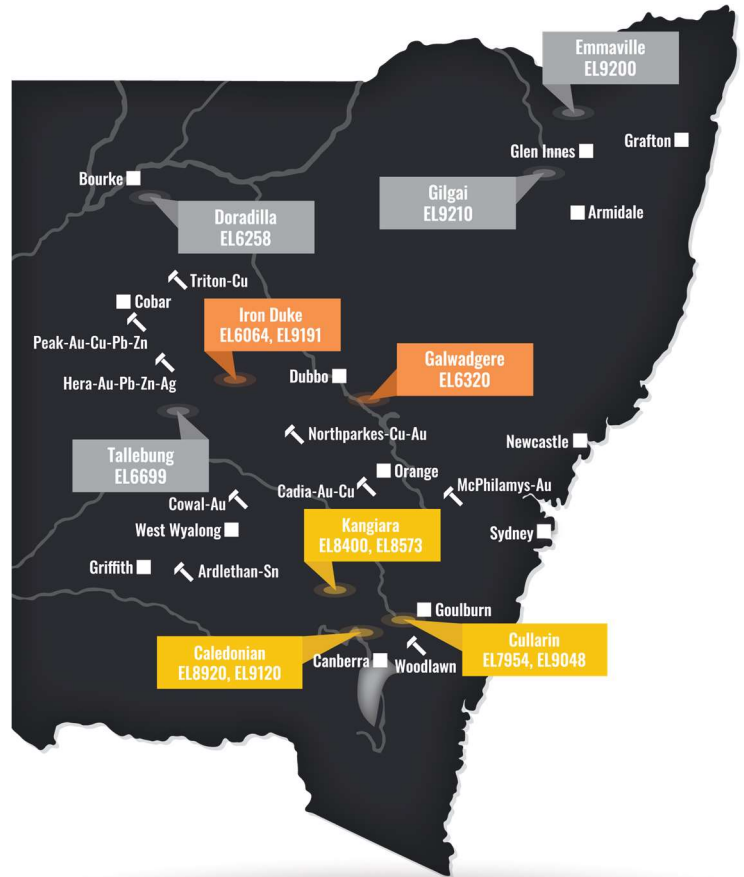 Emmaville
EL9200
Glen Innes
Grafton
Bourke
Gilgai
EL9210
Doradilla
EL6258
Armidale
Triton-Cu
Cobar
Iron Duke
EL6064, EL9191
Peak-Au-Cu-Pb-Zn
Galwadgere
EL6320
Dubbo
Hera-Au-Pb-Zn-Ag
Northparkes-Cu-Au
Newcastle
Tallebung
EL6699
Orange
Cadia-Au-Cu
McPhilamys-Au
Cowal-Au
West Wyalong
Kangiara
EL8400, EL8573
Sydney
Griffith
Ardlethan-Sn
Goulburn
Caledonian
EL8920, EL9120
Cullarin
EL7954, EL9048
Canberra
Woodlawn